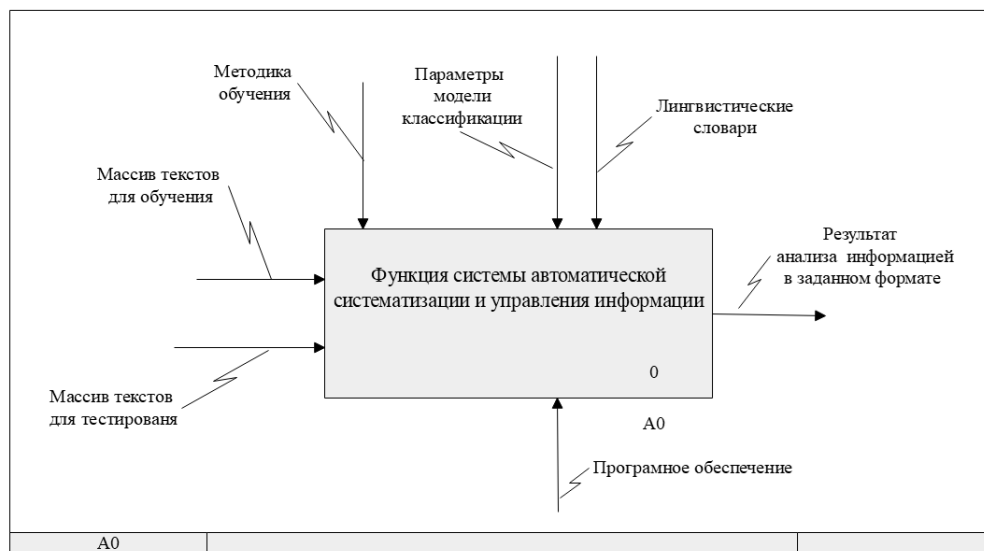 Методика
обучения
Параметры
модели
классификации
Лингвистические
словари
Массив текстов
для обучения
Результат
анализа информацией
в заданном формате
Функция системы автоматической
систематизации и управления информации
0
Массив текстов
для тестированя
A0
Програмное обеспечение
A0